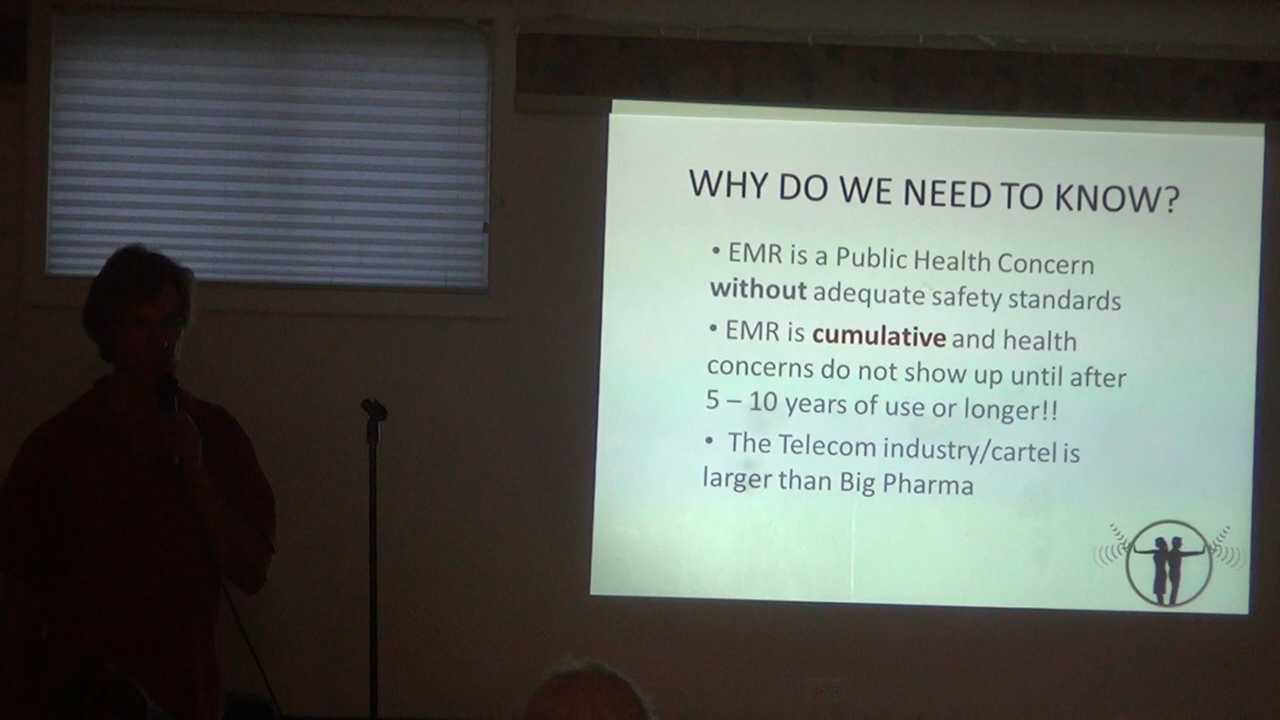 WHY DO WE NEED TO KNOW?
• EMR is a Public Health Concern
without adequate safety standards
• EMR is cumulative and health
concerns do not show up until after
5 – 10 years of use or longer!!
• The Telecom industry/cartel is
larger than Big Pharma